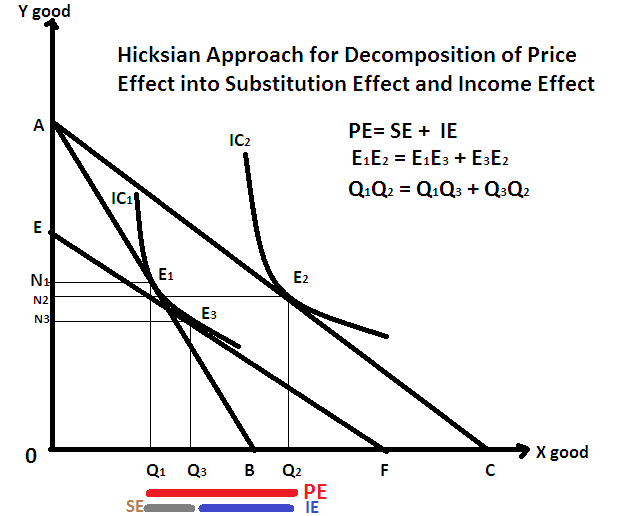 Y good
Hicksian Approach for Decomposition of Price
Effect into Substitution Effect and Income Effect
A
IC2
PE= SE + IE
E1E2 = E1E3 + E3E2
Q1Q2 = Q1Q3 + Q3Q2
IC1
E
E1
E2
N1
N2
E3
N3
0
X good
Q1
Q3
B
Q2
F
C
PE
SE
IE